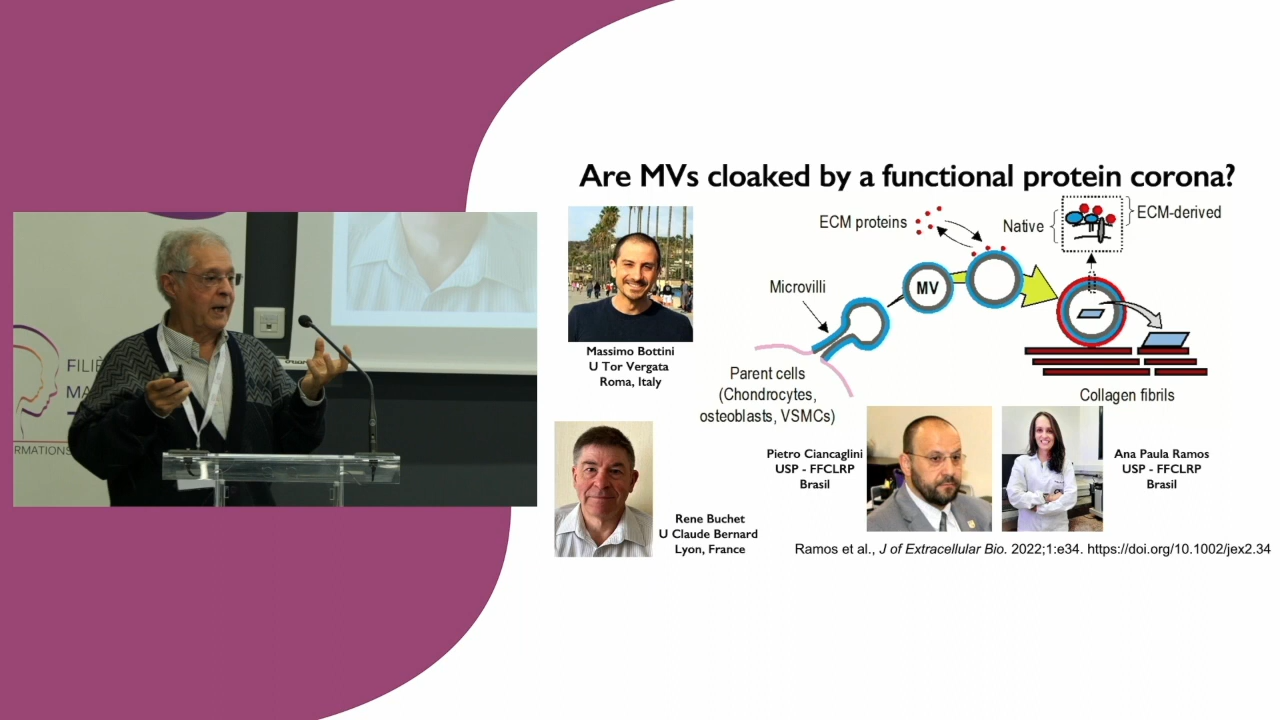 Are MVs cloaked by a functional protein corona?
ECM proteins
Native
ECM-derived
Microvilli
MV
Massimo Bottini
U Tor Vergata
Roma, Italy
Parent cells
(Chondrocytes,
osteoblasts, VSMCs)
Collagen fibrils
Pietro Ciancaglini
USP - FFCLRP
Brasil
Ana Paula Ramos
USP - FFCLRP
Brasil
Rene Buchet
U Claude Bernard
Lyon, France
Ramos et al., J of Extracellular Bio. 2022;1:e34. https://doi.org/10.1002/jex2.34
FILIÈ
MA
RMATIONS